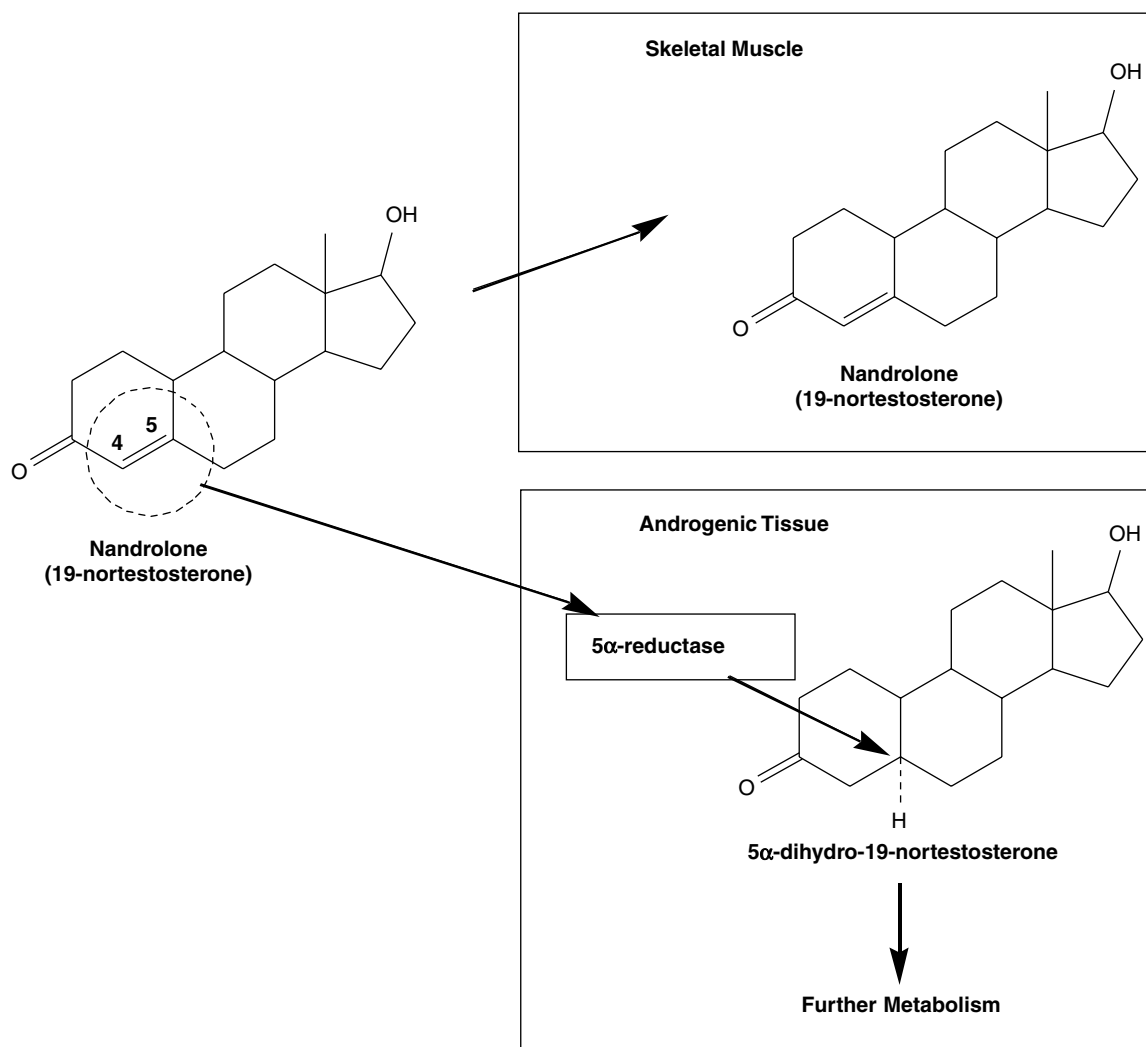 Skeletal Muscle
OH
O
Nandrolone
(19-nortestosterone)
OH
4
5
O
Nandrolone
(19-nortestosterone)
Androgenic Tissue
OH
5α-reductase
O
H
5α-dihydro-19-nortestosterone
Further Metabolism